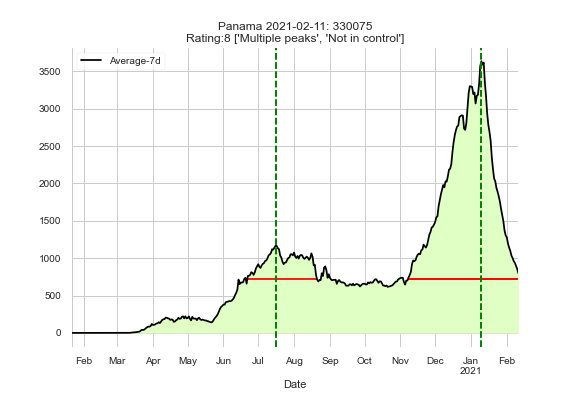 Panama 2021-02-11: 330075
Rating:8 ['Multiple peaks', 'Not in control']
Average-7d
3500
3000
2500
2000
1500
1000
500
0
Feb Mar Apr May Jun Jul Aug Sep Oct Nov Dec Jan Feb
2021
Date